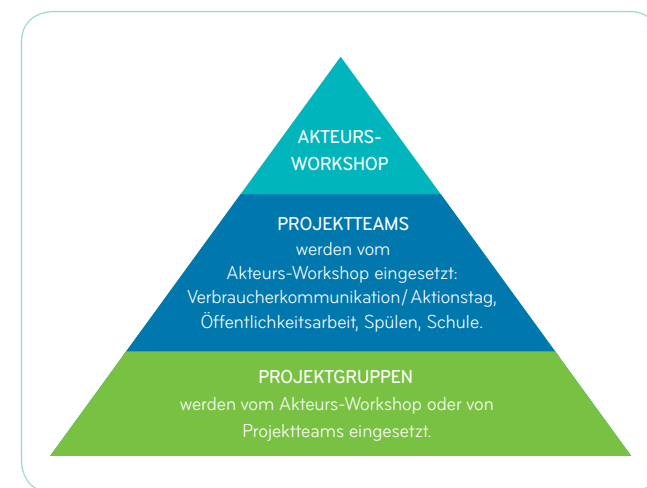 AKTEURS-
WORKSHOP
PROJEKTTEAMS
werden vom
Akteurs-Workshop eingesetzt:
Verbraucherkommunikation/Aktionstag,
Öffentlichkeitsarbeit, Spülen, Schule.
PROJEKTGRUPPEN
werden vom Akteurs-Workshop oder von
Projektteams eingesetzt.